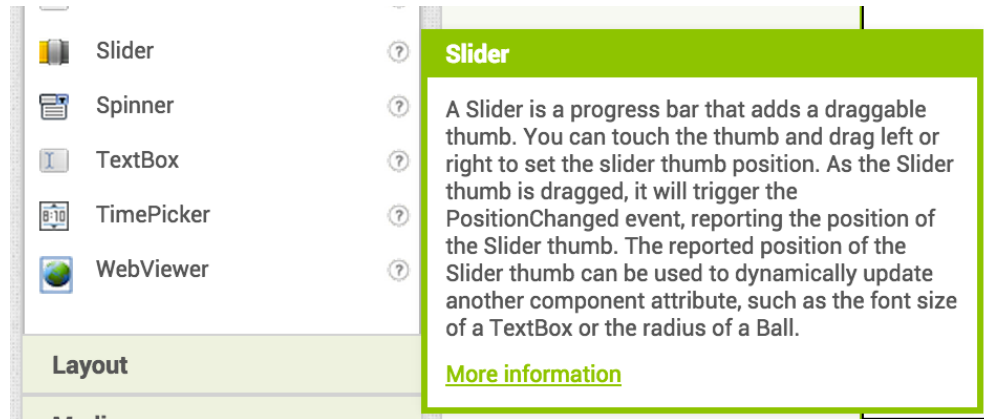 Slider
Spinner
TextBox
TimePicker
WebViewer
Layout
Slider
A Slider is a progress bar that adds a draggable
thumb. You can touch the thumb and drag left or
right to set the slider thumb position. As the Slider
thumb is dragged, it will trigger the
PositionChanged event, reporting the position of
the Slider thumb. The reported position of the
Slider thumb can be used to dynamically update
another component attribute, such as the font size
of a TextBox or the radius of a Ball.
More information